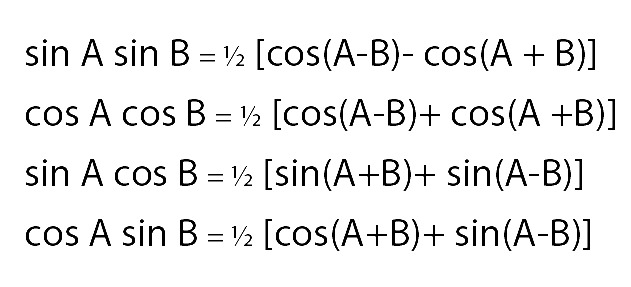 sin A sin B = ½ [cos(A-B)- cos(A + B)]
cos A cos B = ½ [cos(A-B)+ cos(A +B)]
sin A cos B = ½ [sin(A+B)+ sin(A-B)]
cos A sin B = ½ [cos(A+B)+ sin(A-B)]